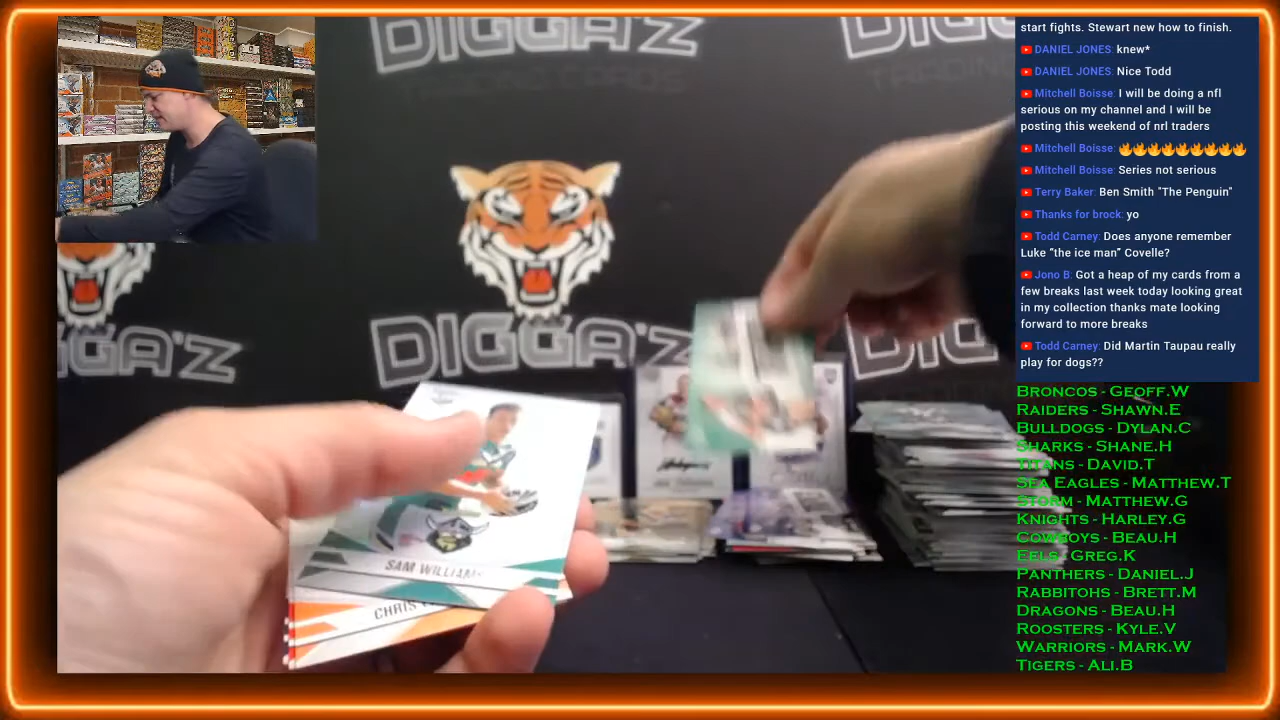 DIGGA'Z
TRADING CARDS
DIGGA'Z
DIGGA'Z
SAM WILLIAMS
CHRIS
start fights. Stewart new how to finish.
DANIEL JONES: knew*
DANIEL JONES: Nice Todd
Mitchell Boisse: I will be doing a nfl
serious on my channel and I will be
posting this weekend of nrl traders
Mitchell Boisse: 🔥🔥🔥🔥🔥🔥🔥🔥🔥
Mitchell Boisse: Series not serious
Terry Baker: Ben Smith "The Penguin"
Thanks for brock: yo
Todd Carney: Does anyone remember
Luke “the ice man” Covelle?
Jono B: Got a heap of my cards from a
few breaks last week today looking great
in my collection thanks mate looking
forward to more breaks
Todd Carney: Did Martin Taupau really
play for dogs??
BRONCOS - GEOFF.W
RAIDERS - SHAWN.E
BULLDOGS - DYLAN.C
SHARKS - SHANE.H
TITANS - DAVID.T
SEA EAGLES - MATTHEW.T
STORM - MATTHEW.G
KNIGHTS - HARLEY.G
COWBOYS - BEAU.H
EELS - GREG.K
PANTHERS - DANIEL.J
RABBITOHS - BRETT.M
DRAGONS - BEAU.H
ROOSTERS - KYLE.V
WARRIORS - MARK.W
TIGERS - ALI.B